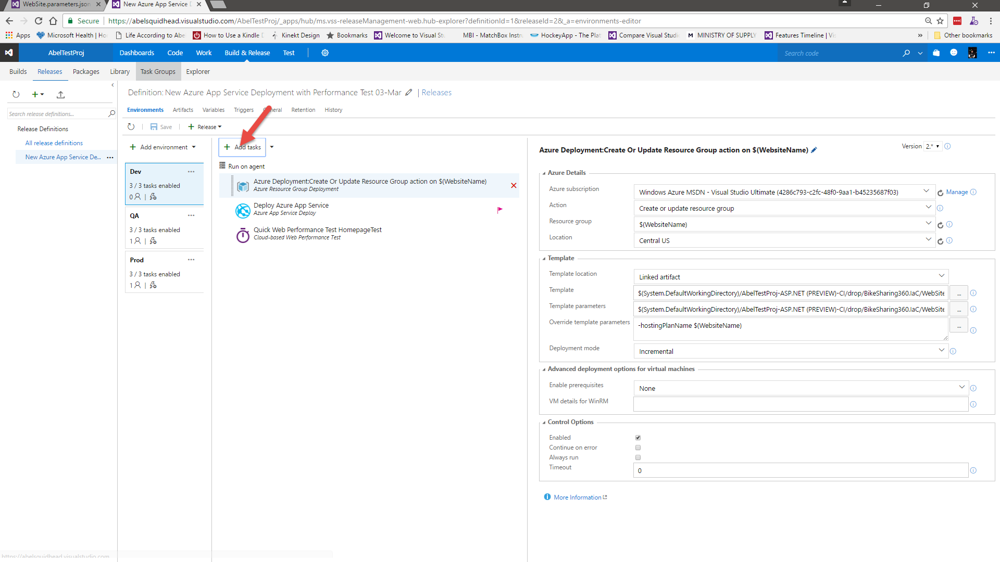 WebSite.parameters.json
New Azure App Service D
Secure
https://abelsquidhead.visualstudio.com/AbelTestProj/_apps/hub/ms.vss-releaseManagement-web.hub-explorer?definitionId=1&releaseId=2&_a=environments-editor
Apps
Microsoft Health | Ho
Life According to Abe
How to Use a Kindle D
Kinekt Design
Bookmarks
Welcome to Visual Stu
MBI - MatchBox Instru
HockeyApp - The Plat
Compare Visual Studio
M MINISTRY OF SUPPLY
Features Timeline | Vis
»
Other bookmarks
AbelTestProj
Dashboards
Code
Work
Build & Release
Test
Search code
Builds
Releases
Packages
Library
Task Groups
Explorer
Search release definitions...
Release Definitions
All release definitions
New Azure App Service De... ...
Definition: New Azure App Service Deployment with Performance Test 03-Mar | Releases
Environments
Artifacts
Variables
Triggers
neral
Retention
History
Save
+ Release
+ Add environment
Dev ...
3 / 3 tasks enabled
0
QA ...
3 / 3 tasks enabled
1
Prod ...
3 / 3 tasks enabled
1
+ Add tasks
Run on agent
Azure Deployment:Create Or Update Resource Group action on $(WebsiteName)
Azure Resource Group Deployment
Deploy Azure App Service
Azure App Service Deploy
Quick Web Performance Test HomepageTest
Cloud-based Web Performance Test
Azure Deployment:Create Or Update Resource Group action on $(WebsiteName)
Version 2.*
Azure Details
Azure subscription
Windows Azure MSDN - Visual Studio Ultimate (4286c793-c2fc-48f0-9aa1-b45235687f03)
Manage
Action
Create or update resource group
Resource group
$(WebsiteName)
Location
Central US
Template
Template location
Linked artifact
Template
$(System.DefaultWorkingDirectory)/AbelTestProj-ASP.NET (PREVIEW)-CI/drop/BikeSharing360.IaC/WebSite
...
Template parameters
$(System.DefaultWorkingDirectory)/AbelTestProj-ASP.NET (PREVIEW)-CI/drop/BikeSharing360.IaC/WebSite
...
Override template parameters
-hostingPlanName $(WebsiteName)
...
Deployment mode
Incremental
Advanced deployment options for virtual machines
Enable prerequisites
None
VM details for WinRM
Control Options
Enabled
Continue on error
Always run
Timeout
0
More Information
https://abelsquidhead.visualstudio.com